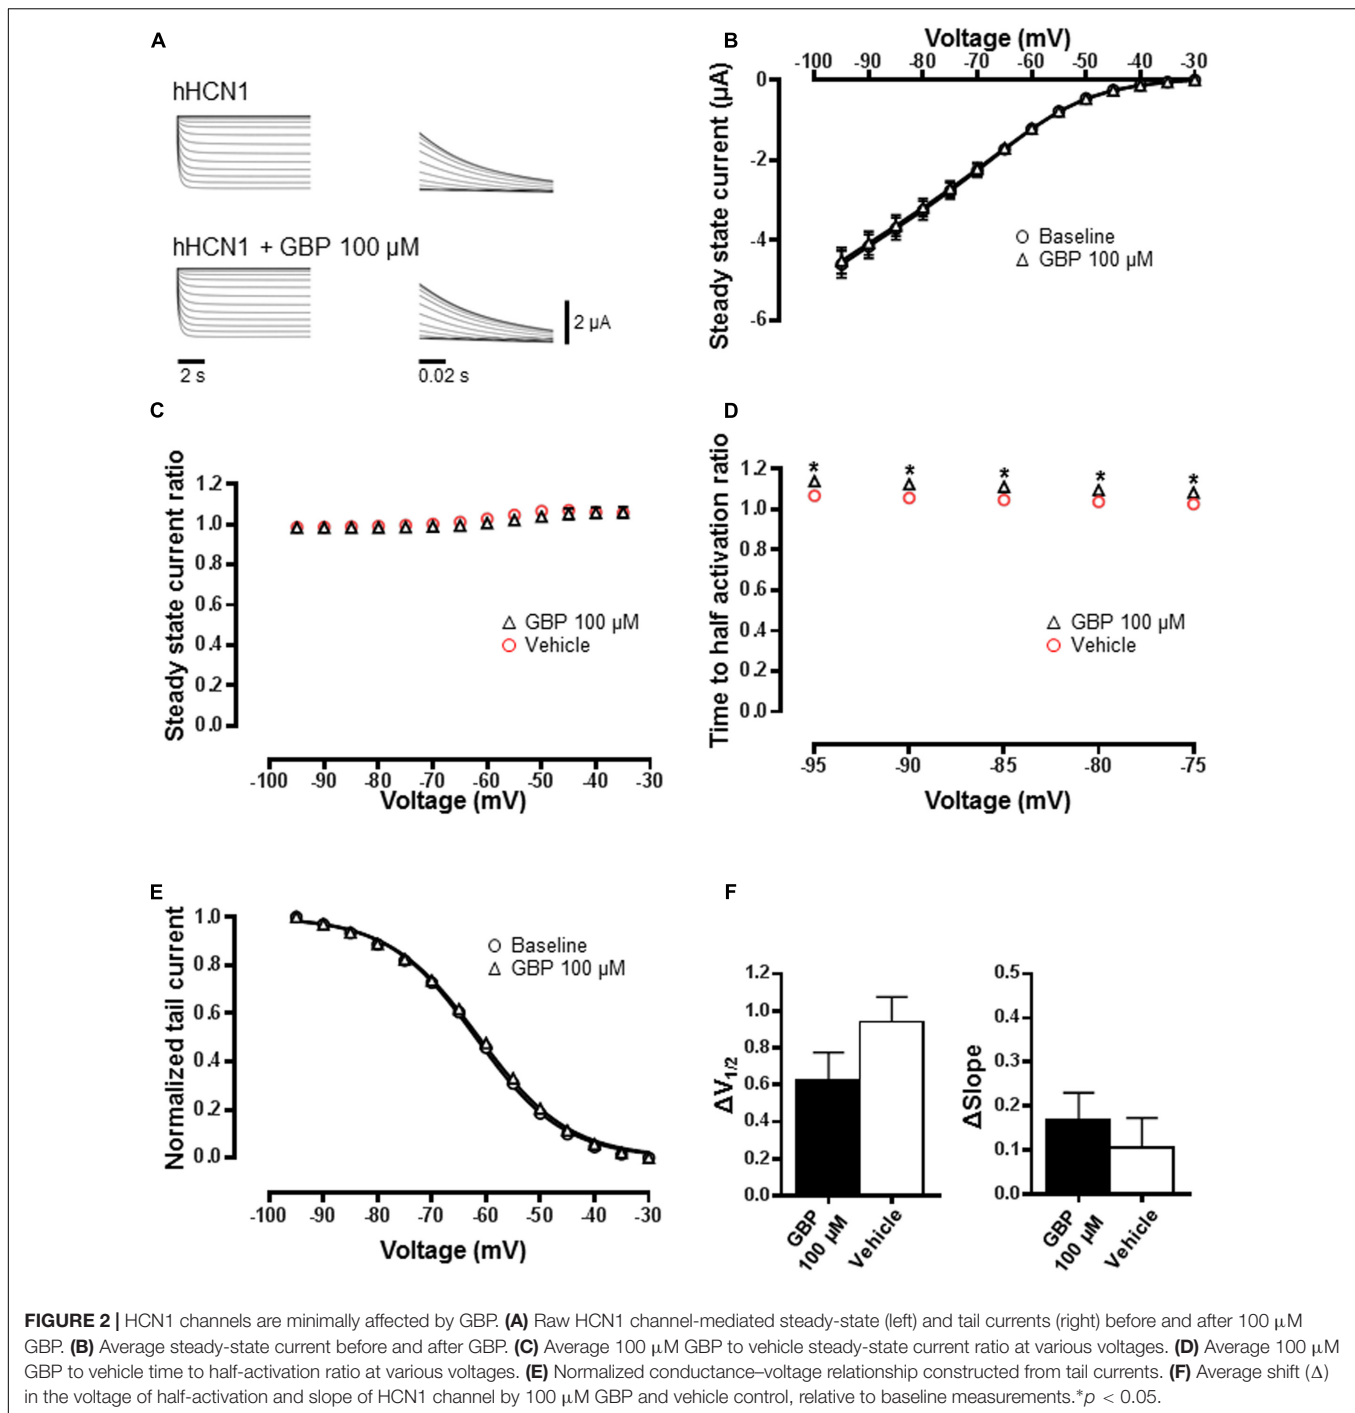 A
hHCN1
hHCN1 + GBP 100 µM
2 µA
2 s
0.02 s
B
Voltage (mV)
-100 -90 -80 -70 -60 -50 -40 -30
Steady state current (µA)
0
-2
-4
-6
Baseline
GBP 100 µM
C
Steady state current ratio
1.2
1.0
0.8
0.6
0.4
0.2
0.0
GBP 100 µM
Vehicle
-100 -90 -80 -70 -60 -50 -40 -30
Voltage (mV)
D
Time to half activation ratio
1.2
1.0
0.8
0.6
0.4
0.2
0.0
* * * * *
GBP 100 µM
Vehicle
-95 -90 -85 -80 -75
Voltage (mV)
E
Normalized tail current
1.0
0.8
0.6
0.4
0.2
0.0
Baseline
GBP 100 µM
-100 -90 -80 -70 -60 -50 -40 -30
Voltage (mV)
F
ΔV1/2
1.2
1.0
0.8
0.6
0.4
0.2
0.0
GBP
100 µM
Vehicle
ΔSlope
0.5
0.4
0.3
0.2
0.1
0.0
GBP
100 µM
Vehicle
FIGURE 2 | HCN1 channels are minimally affected by GBP. (A) Raw HCN1 channel-mediated steady-state (left) and tail currents (right) before and after 100 µM
GBP. (B) Average steady-state current before and after GBP. (C) Average 100 µM GBP to vehicle steady-state current ratio at various voltages. (D) Average 100 µM
GBP to vehicle time to half-activation ratio at various voltages. (E) Normalized conductance–voltage relationship constructed from tail currents. (F) Average shift (Δ)
in the voltage of half-activation and slope of HCN1 channel by 100 µM GBP and vehicle control, relative to baseline measurements.*p < 0.05.